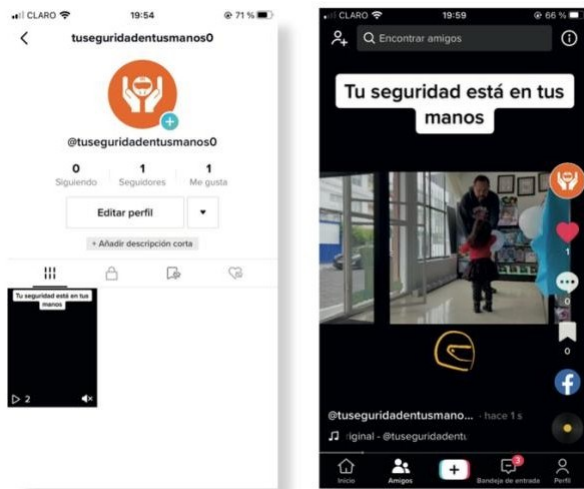 CLARO 19:54 71 %
tuseguridadentusmanos0
@tuseguridadentusmanos0
0 1 1
Siguiendo Seguidores Me gusta
Editar perfil
+ Añadir descripción corta
Tu seguridad está en tus
manos
2
CLARO 19:59 66 %
Encontrar amigos
Tu seguridad está en tus
manos
1
0
0
@tuseguridadentusmano... · hace 1 s
riginal - @tuseguridadentu
3
Inicio Amigos Bandeja de entrada Perfil